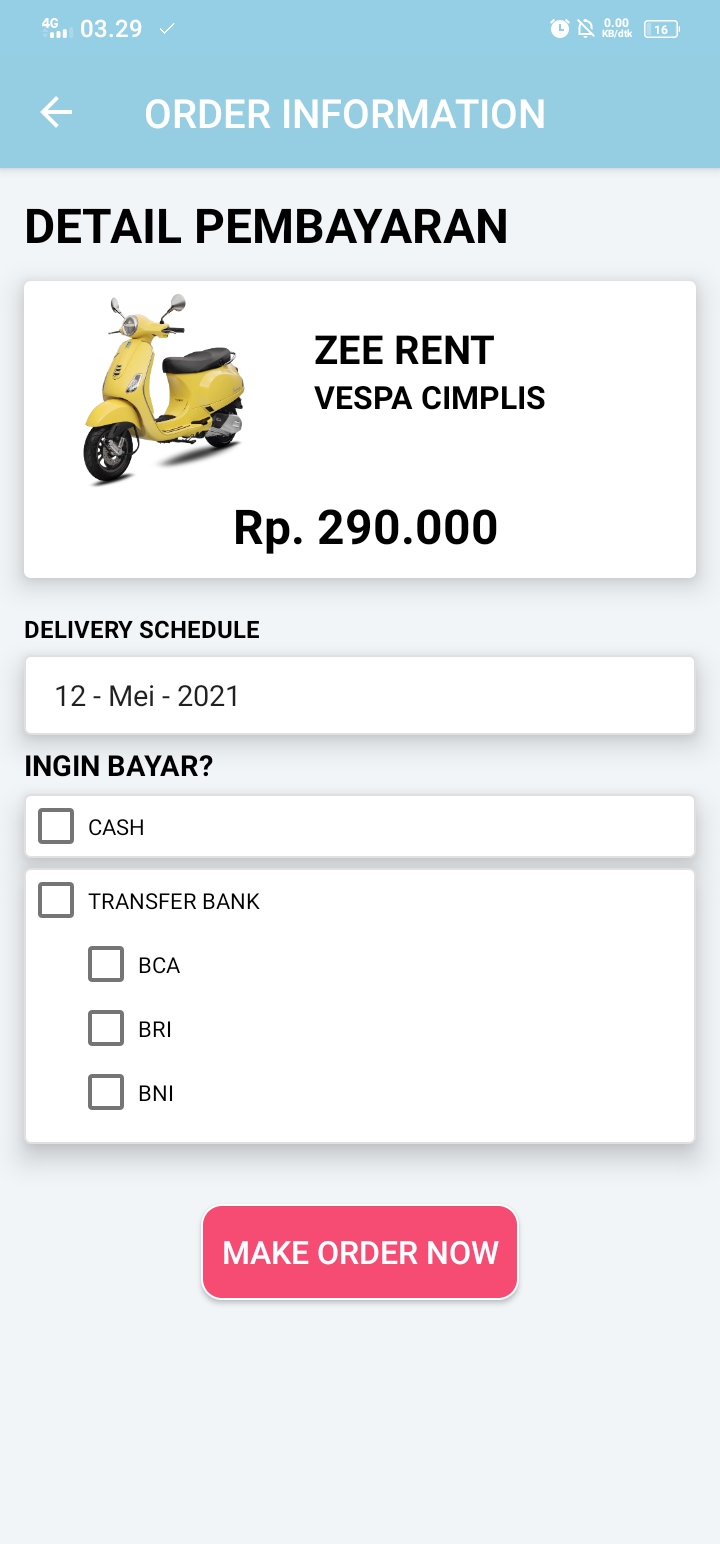 4G 03.29 0.00 KB/dtk 16
ORDER INFORMATION
DETAIL PEMBAYARAN
ZEE RENT
VESPA CIMPLIS
Rp. 290.000
DELIVERY SCHEDULE
12 - Mei - 2021
INGIN BAYAR?
CASH
TRANSFER BANK
BCA
BRI
BNI
MAKE ORDER NOW